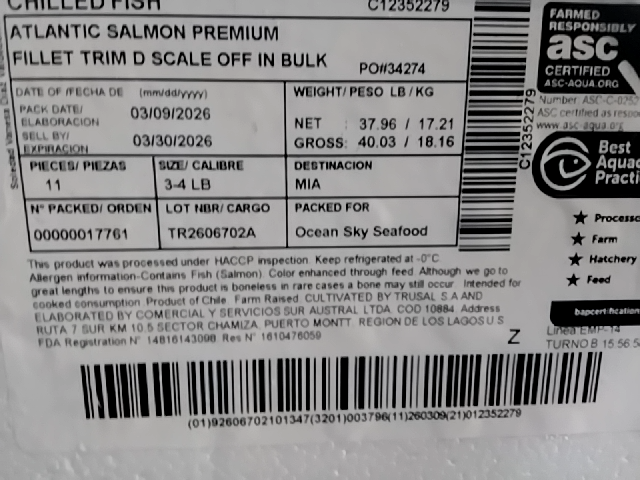 CHILLED FISH
C12352279
ATLANTIC SALMON PREMIUM
FILLET TRIM D SCALE OFF IN BULK
PO#34274
DATE OF /FECHA DE (mm/dd/yyyy)
PACK DATE/
ELABORACION 03/09/2026
SELL BY/
EXPIRACION 03/30/2026
WEIGHT/ PESO LB / KG
NET : 37.96 / 17.21
GROSS: 40.03 / 18.16
PIECES/ PIEZAS
11
SIZE/ CALIBRE
3-4 LB
DESTINACION
MIA
N° PACKED/ ORDEN
00000017761
LOT NBR/ CARGO
TR2606702A
PACKED FOR
Ocean Sky Seafood
This product was processed under HACCP inspection. Keep refrigerated at -0°C
Allergen information-Contains Fish (Salmon). Color enhanced through feed. Although we go to
great lengths to ensure this product is boneless in rare cases a bone may still occur. Intended for
cooked consumption. Product of Chile. Farm Raised. CULTIVATED BY TRUSAL S.A AND
ELABORATED BY COMERCIAL Y SERVICIOS SUR AUSTRAL LTDA. COD 10884. Address
RUTA 7 SUR KM 10.5 SECTOR CHAMIZA, PUERTO MONTT. REGION DE LOS LAGOS U.S
FDA Registration N° 14816143098. Res N° 1610476059
Z
(01)92606702101347(3201)003796(11)260309(21)012352279
C12352279
FARMED
RESPONSIBLY
asc
CERTIFIED
ASC-AQUA.ORG
Number: ASC-C-0252
ASC certified as
www.asc-aqua.org
Best
Aquac
Practi
★ Processo
★ Farm
★ Hatchery
★ Feed
bapcertification
Linea EMP-14
TURNO B 15:56:5